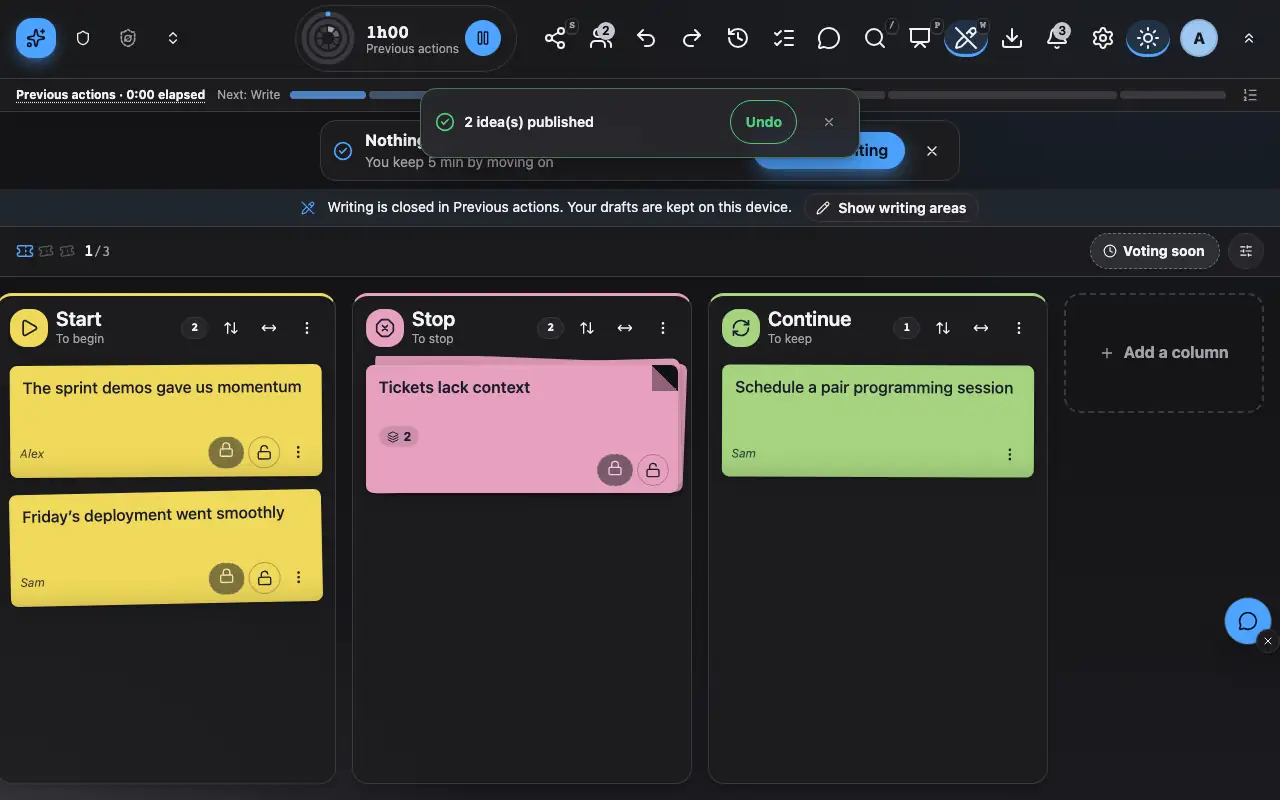 S
2
/
P
W
3
A
1h00
Previous actions
Previous actions · 0:00 elapsed
Next: Write
2 idea(s) published
Undo
You keep 5 min by moving on
Writing is closed in Previous actions. Your drafts are kept on this device.
Show writing areas
1/3
Voting soon
Start
To begin
2
The sprint demos gave us momentum
Alex
Friday's deployment went smoothly
Sam
Stop
To stop
2
Tickets lack context
2
Continue
To keep
1
Schedule a pair programming session
Sam
+ Add a column